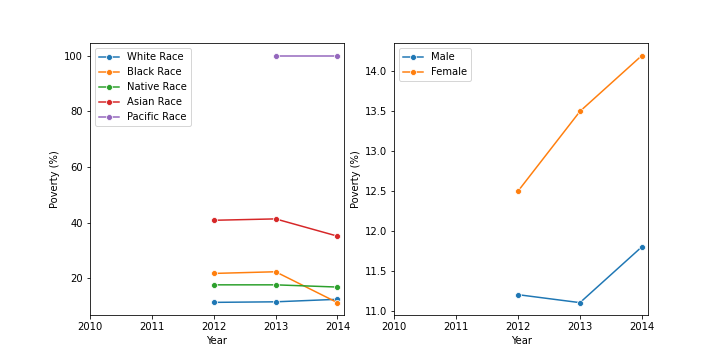 White Race
Black Race
Native Race
Asian Race
Pacific Race
100
80
60
40
20
Poverty (%)
2010 2011 2012 2013 2014
Year
Male
Female
14.0
13.5
13.0
12.5
12.0
11.5
11.0
Poverty (%)
2010 2011 2012 2013 2014
Year